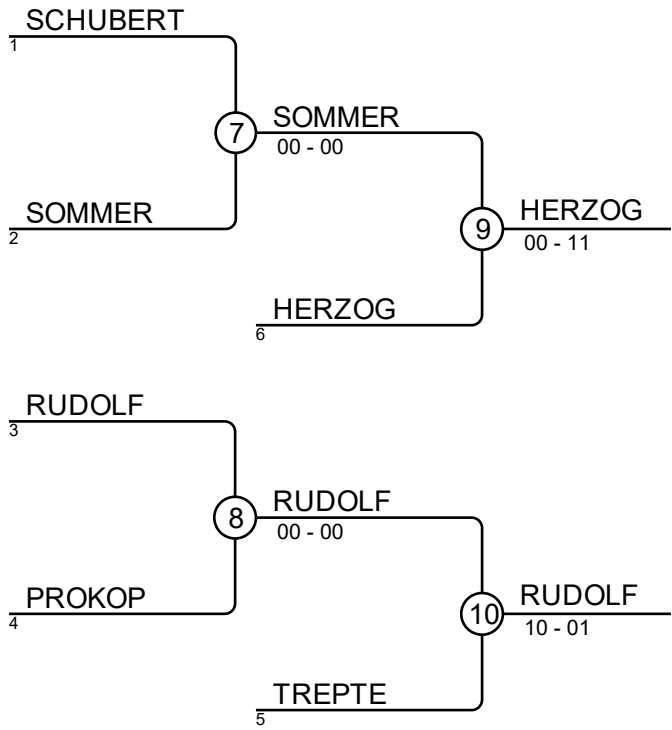 SCHUBERT
1
7
SOMMER
00 - 00
SOMMER
2
9
HERZOG
00 - 11
HERZOG
6
RUDOLF
3
8
RUDOLF
00 - 00
PROKOP
4
10
RUDOLF
10 - 01
TREPTE
5